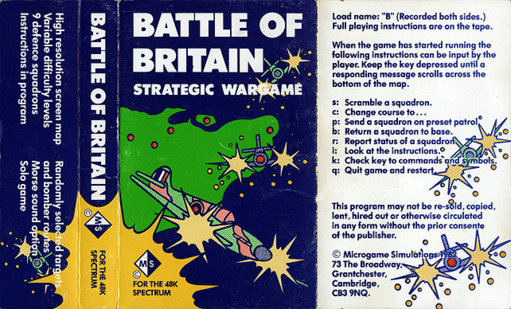 High resolution screen map
Variable difficulty levels
9 defence squadrons
Instructions in program
Randomly selected targets
and bomber routes
Morse sound option
Solo game
BATTLE OF BRITAIN
MS
FOR THE 48K
SPECTRUM
BATTLE OF
BRITAIN
STRATEGIC WARGAME
MS
FOR THE 48K
SPECTRUM
Load name: "B" (Recorded both sides.)
Full playing instructions are on the tape.
When the game has started running the
following instructions can be input by the
player. Keep the key depressed until a
responding message scrolls across the
bottom of the map.
s: Scramble a squadron.
c: Change course to...
p: Send a squadron on preset patrol
b: Return a squadron to base.
r: Report status of a squadron
i: Look at the instructions.
k: Check key to commands and symbols.
q: Quit game and restart.
This program may not be re-sold, copied,
lent, hired out or otherwise circulated
in any form without the prior consente
of the publisher.
© Microgame Simulations 1982
73 The Broadway,
Grantchester,
Cambridge,
CB3 9NQ.